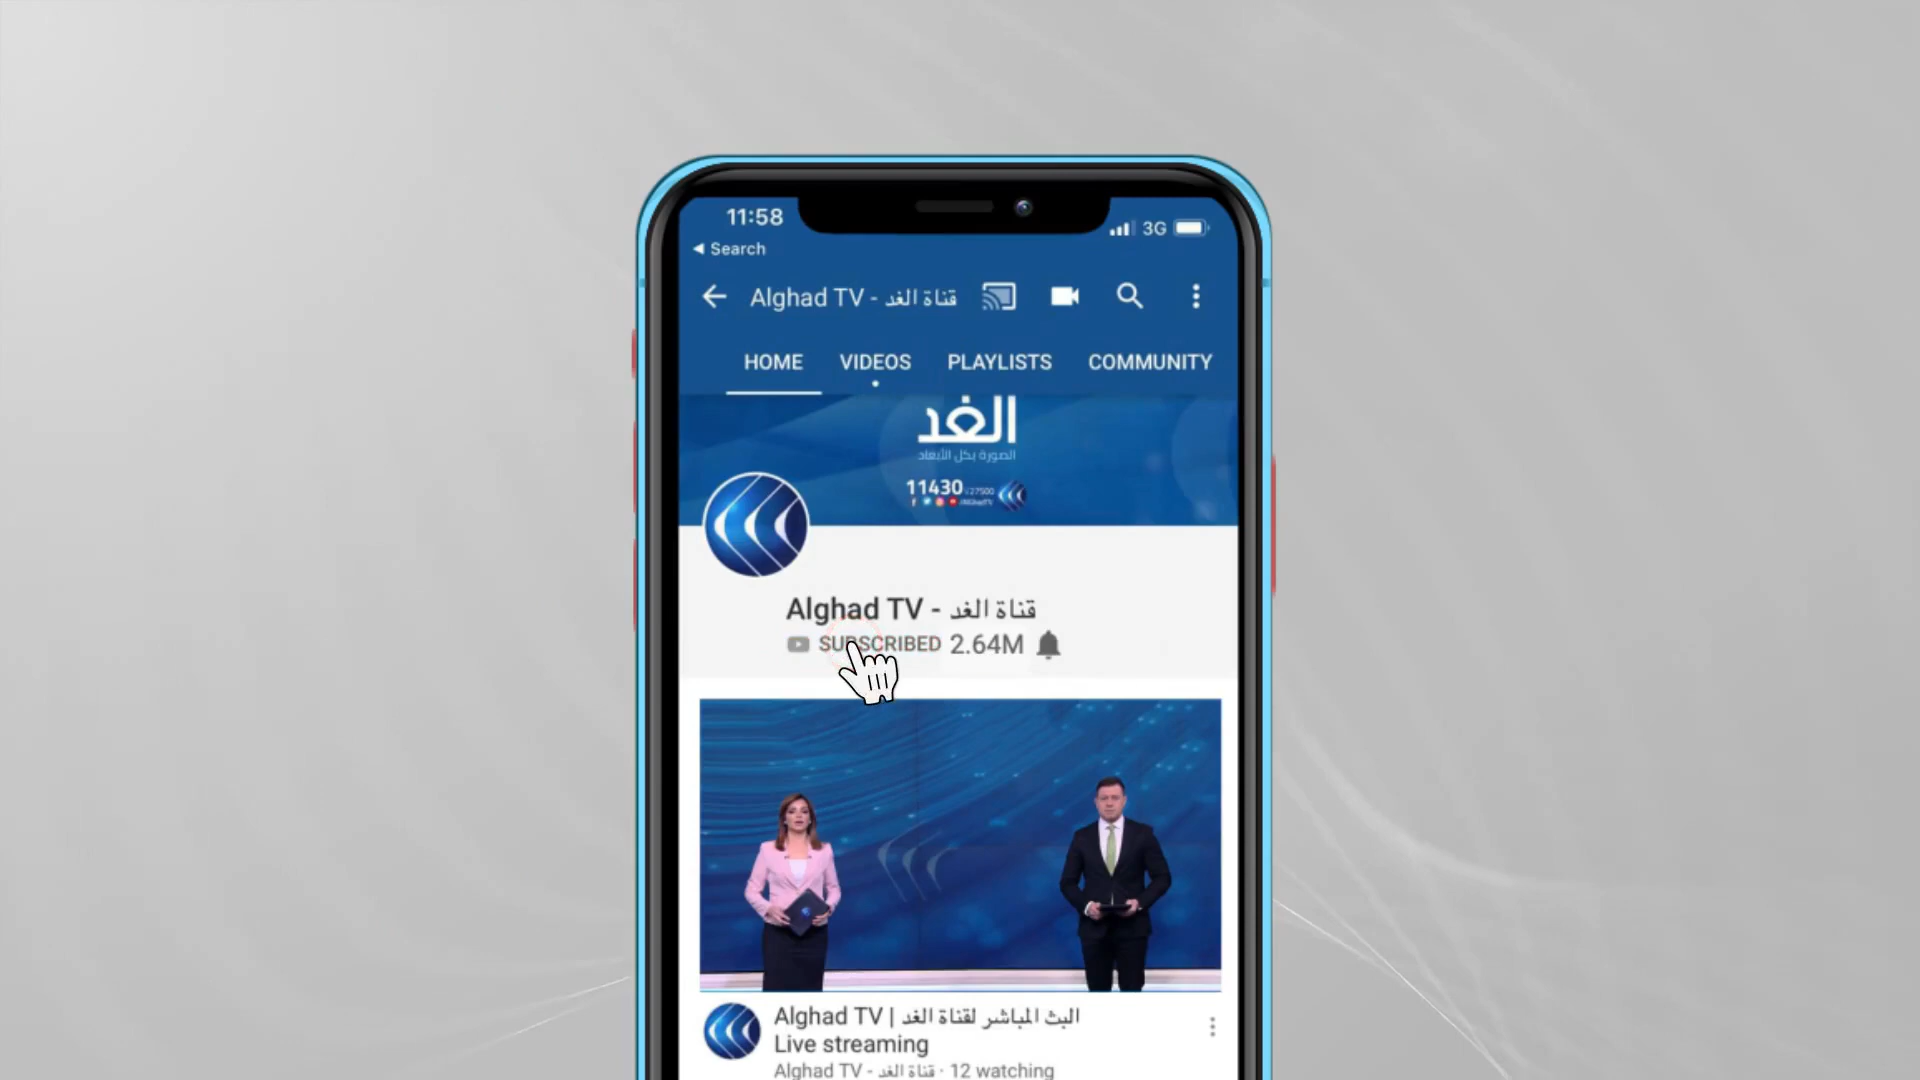 11:58
3G
Search
Alghad TV - قناة الغد
HOME VIDEOS PLAYLISTS COMMUNITY
الغد
الصورة بكل الأبعاد
11430 27500
Alghad TV - قناة الغد
SUBSCRIBED 2.64M
Alghad TV | البث المباشر لقناة الغد
Live streaming
Alghad TV - قناة الغد · 12 watching